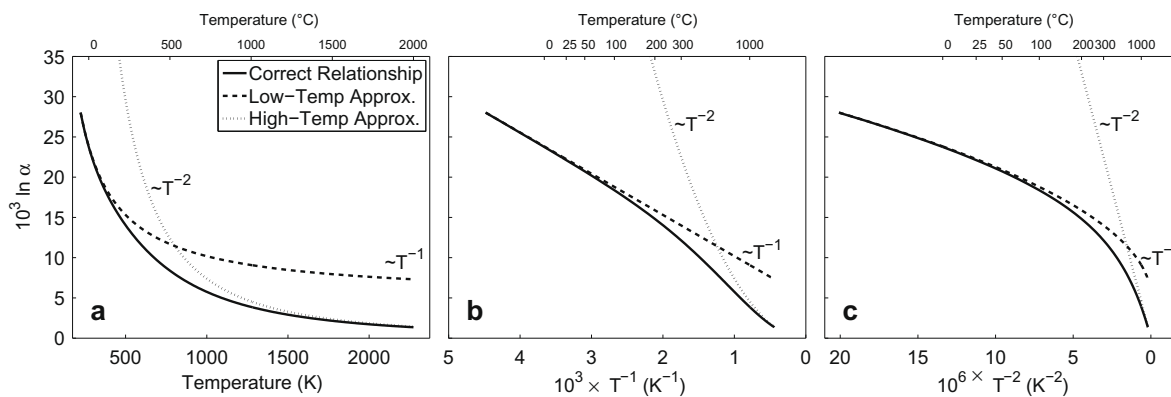 Temperature (°C)
0 500 1000 1500 2000
35
30
25
20
15
10
5
0
10³ ln α
Correct Relationship
Low-Temp Approx.
High-Temp Approx.
~T⁻²
~T⁻¹
a
500 1000 1500 2000
Temperature (K)
Temperature (°C)
0 25 50 100 200 300 1000
~T⁻²
~T⁻¹
b
5 4 3 2 1 0
10³ × T⁻¹ (K⁻¹)
Temperature (°C)
0 25 50 100 200 300 1000
~T⁻²
~T⁻
c
20 15 10 5 0
10⁶ × T⁻² (K⁻²)